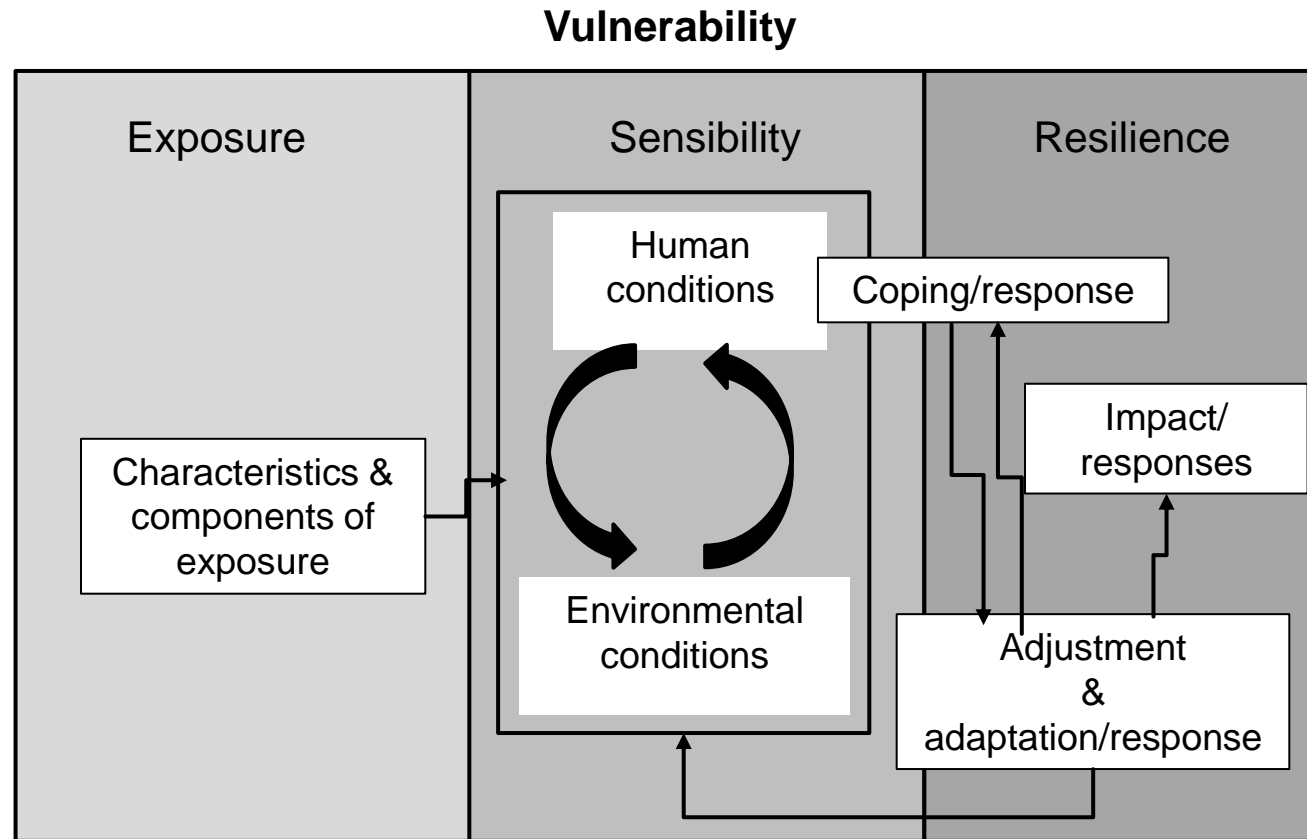 Vulnerability
Exposure
Sensibility
Resilience
Human
conditions
Coping/response
Impact/
responses
Characteristics &
components of
exposure
Environmental
conditions
Adjustment
&
adaptation/response